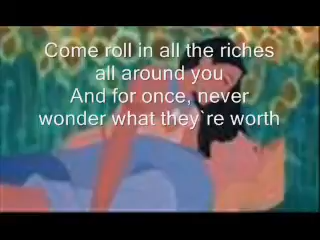 Come roll in all the riches
all around you
And for once, never
wonder what they`re worth